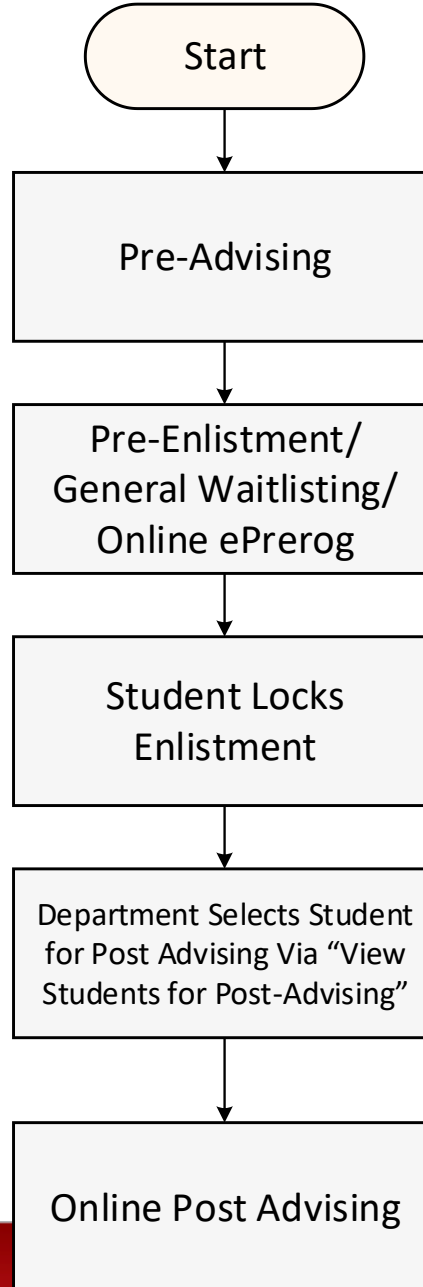 Start
Pre-Advising
Pre-Enlistment/
General Waitlisting/
Online ePrerog
Student Locks
Enlistment
Department Selects Student
for Post Advising Via “View
Students for Post-Advising”
Online Post Advising